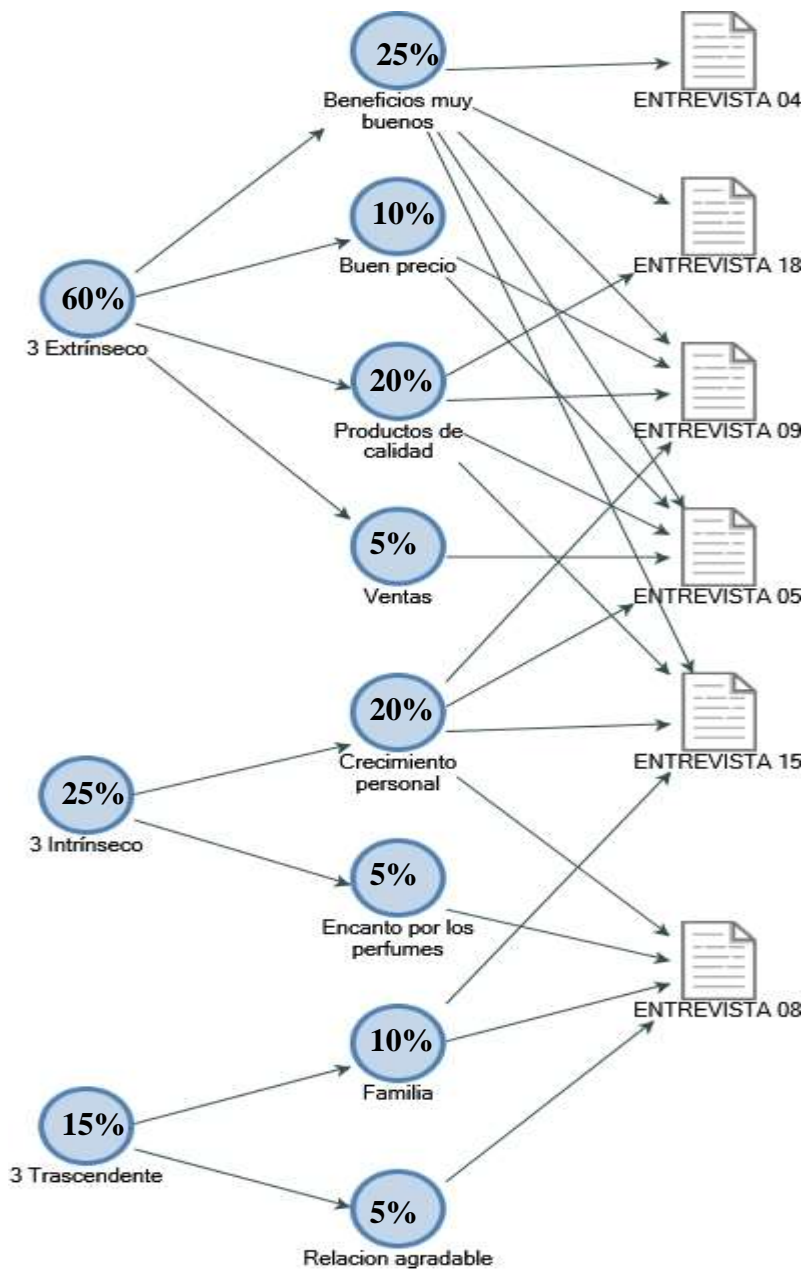 25%
Beneficios muy
buenos
ENTREVISTA 04
10%
Buen precio
ENTREVISTA 18
60%
3 Extrínseco
20%
Productos de
calidad
ENTREVISTA 09
5%
Ventas
ENTREVISTA 05
20%
Crecimiento
personal
ENTREVISTA 15
25%
3 Intrínseco
5%
Encanto por los
perfumes
ENTREVISTA 08
10%
Familia
15%
3 Trascendente
5%
Relacion agradable